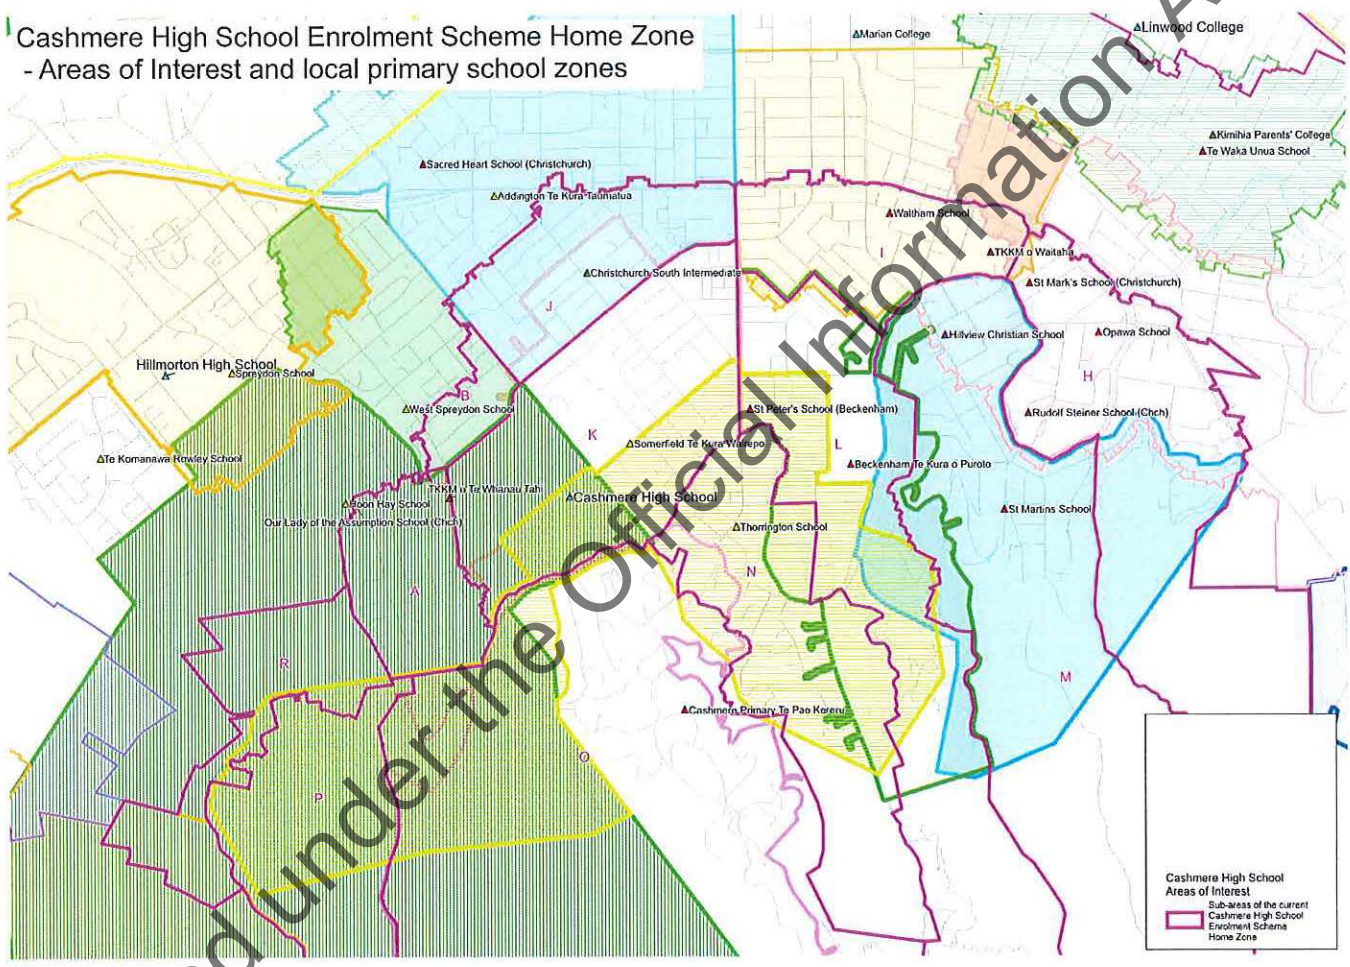 Cashmere High School Enrolment Scheme Home Zone
- Areas of Interest and local primary school zones
Marian College
Linwood College
Kimihia Parents' College
Te Waka Unua School
Sacred Heart School (Christchurch)
Addington Te Kura Taumatua
Waltham School
I
TKKM o Waitaha
Christchurch South Intermediate
St Mark's School (Christchurch)
J
Hillview Christian School
Opawa School
Hillmorton High School
Spreydon School
H
B
West Spreydon School
St Peter's School (Beckenham)
Rudolf Steiner School (Chch)
K
Somerfield Te Kura Wairepo
L
Te Komanawa Rowley School
Beckenham Te Kura o Puroto
TKKM o Te Whanau Tahi
Cashmere High School
Hoon Hay School
Our Lady of the Assumption School (Chch)
St Martins School
Thorrington School
N
A
R
M
Cashmere Primary Te Pae Kereru
O
P
Cashmere High School
Areas of Interest
Sub-areas of the current
Cashmere High School
Enrolment Scheme
Home Zone
under the Official Information A